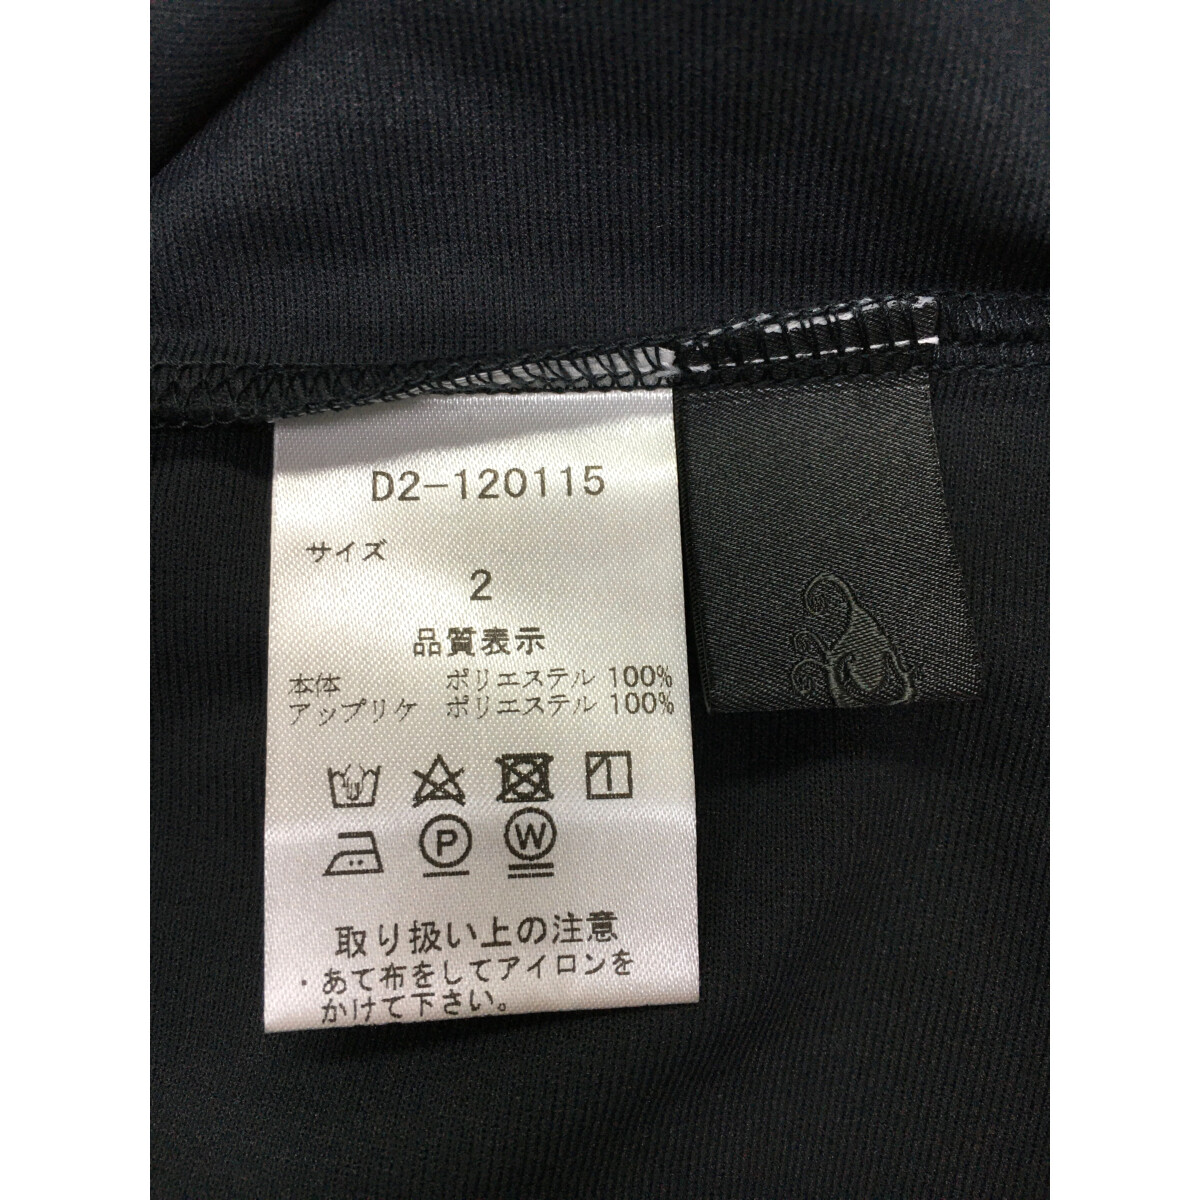 D2-120115
サイズ
2
品質表示
本体 ポリエステル 100%
アップリケ ポリエステル 100%
P W
取り扱い上の注意
・あて布をしてアイロンを
かけて下さい。